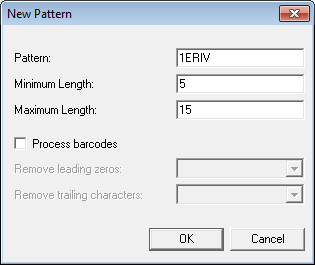 New Pattern
Pattern: 1ERIV
Minimum Length: 5
Maximum Length: 15
Process barcodes
Remove leading zeros:
Remove trailing characters:
OK Cancel